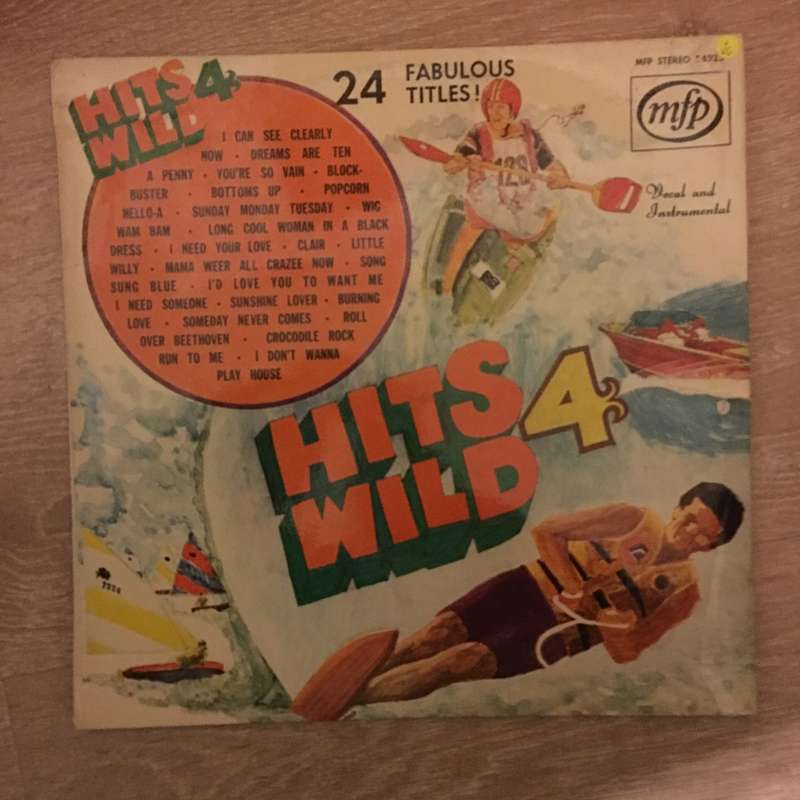 HITS 4
WILD
24 FABULOUS
TITLES!
MFP STEREO
mfp
Vocal and
Instrumental
I CAN SEE CLEARLY
NOW · DREAMS ARE TEN
A PENNY · YOU'RE SO VAIN · BLOCK-
BUSTER · BOTTOMS UP · POPCORN
HELLO-A · SUNDAY MONDAY TUESDAY · WIG
WAM BAM · LONG COOL WOMAN IN A BLACK
DRESS · I NEED YOUR LOVE · CLAIR · LITTLE
WILLY · MAMA WEER ALL CRAZEE NOW · SONG
SUNG BLUE · I'D LOVE YOU TO WANT ME
I NEED SOMEONE · SUNSHINE LOVER · BURNING
LOVE · SOMEDAY NEVER COMES · ROLL
OVER BEETHOVEN · CROCODILE ROCK
RUN TO ME · I DON'T WANNA
PLAY HOUSE
129
HITS 4
WILD
7224